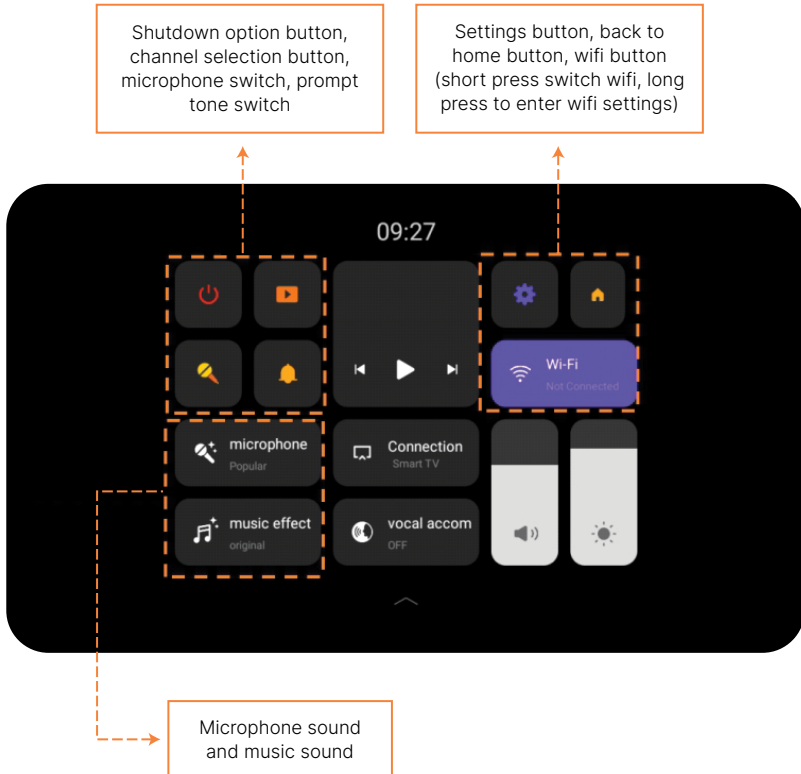 Shutdown option button,
channel selection button,
microphone switch, prompt
tone switch
Settings button, back to
home button, wifi button
(short press switch wifi, long
press to enter wifi settings)
09:27
Wi-Fi
Not Connected
microphone
Popular
Connection
Smart TV
music effect
original
vocal accom
OFF
Microphone sound
and music sound